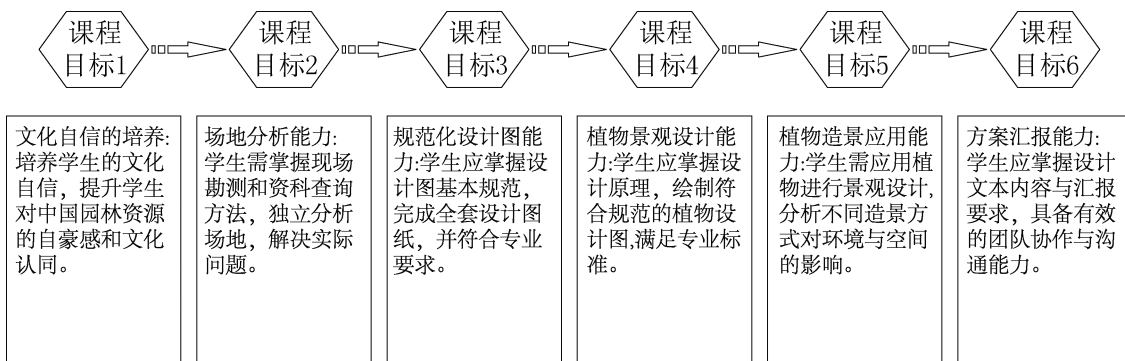 课程
目标1
课程
目标2
课程
目标3
课程
目标4
课程
目标5
课程
目标6
文化自信的培养:
培养学生的文化
自信，提升学生
对中国园林资源
的自豪感和文化
认同。
场地分析能力:
学生需掌握现场
勘测和资科查询
方法，独立分析
场地，解决实际
问题。
规范化设计图能
力:学生应掌握设
计图基本规范，
完成全套设计图
纸，并符合专业
要求。
植物景观设计能
力:学生应掌握设
计原理，绘制符
合规范的植物设
计图,满足专业标
准。
植物造景应用能
力:学生需应用植
物进行景观设计,
分析不同造景方
式对环境与空间
的影响。
方案汇报能力:
学生应掌握设计
文本内容与汇报
要求，具备有效
的团队协作与沟
通能力。